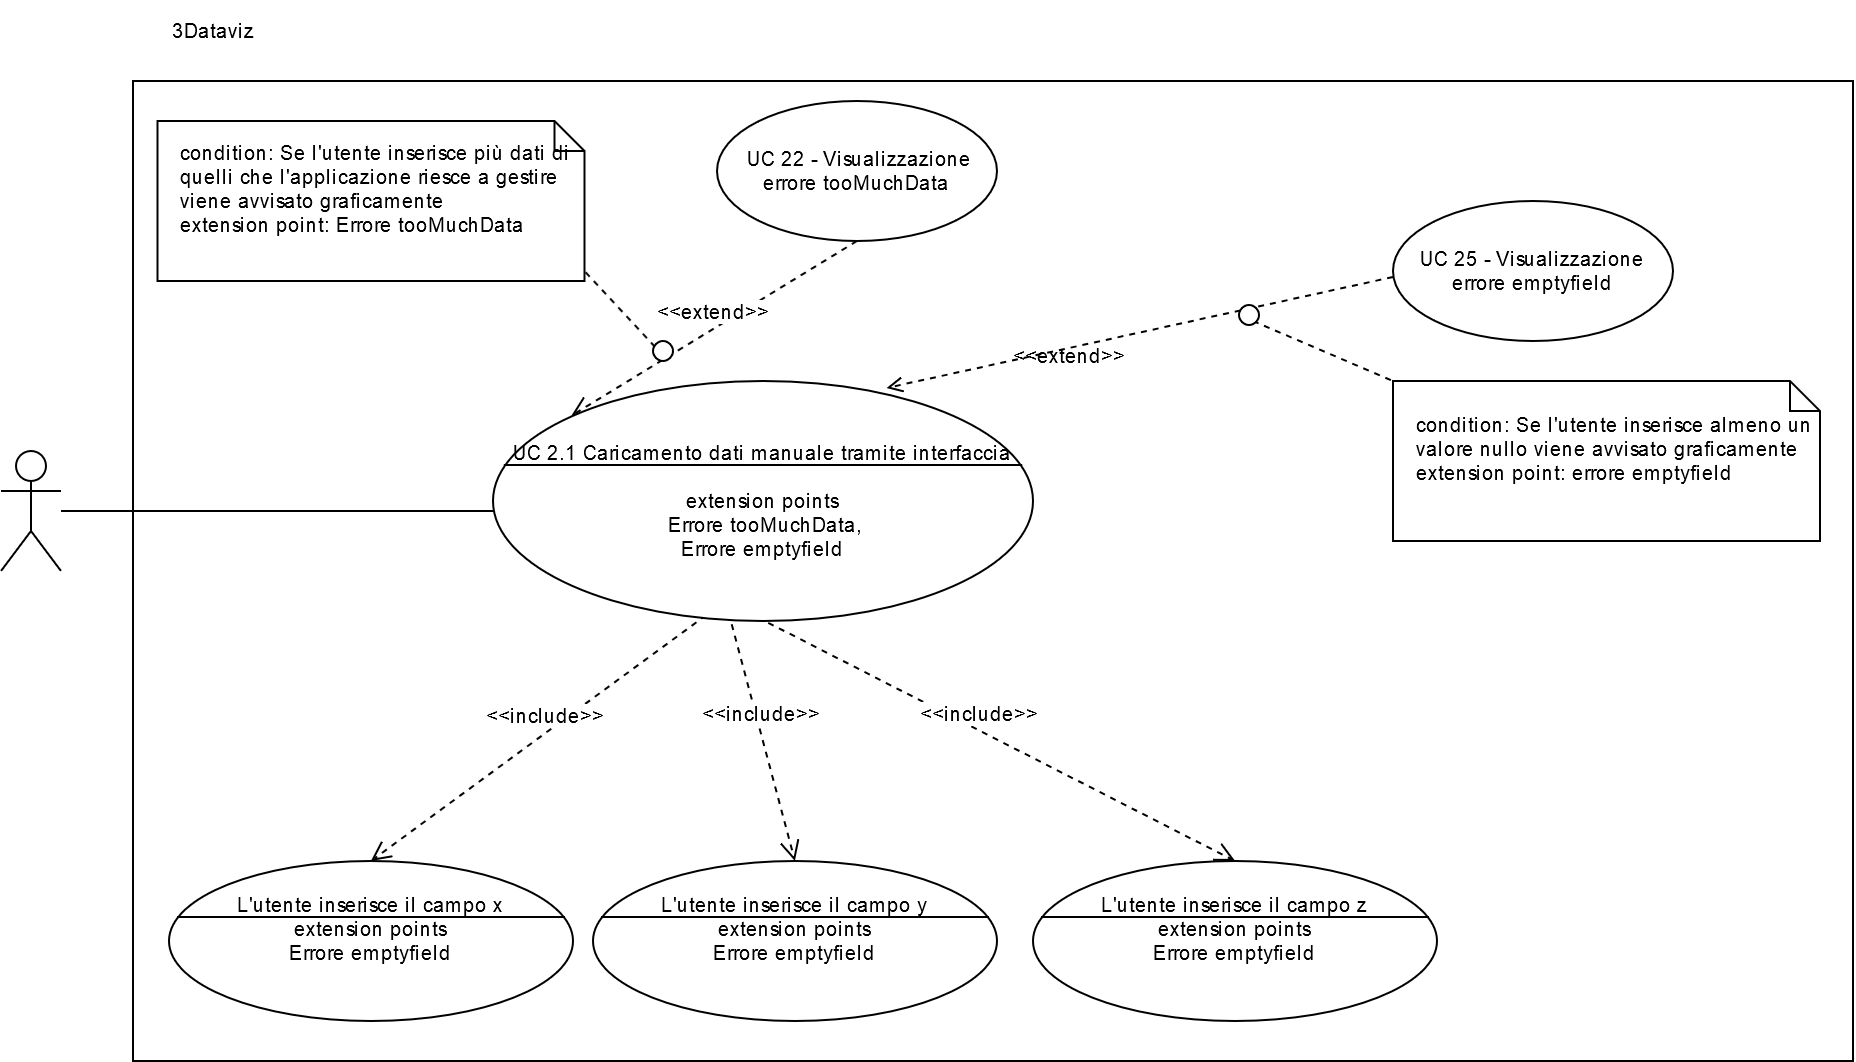 3Dataviz
condition: Se l'utente inserisce più dati di
quelli che l'applicazione riesce a gestire
viene avvisato graficamente
extension point: Errore tooMuchData
UC 22 - Visualizzazione
errore tooMuchData
UC 25 - Visualizzazione
errore emptyfield
<<extend>>
<<extend>>
condition: Se l'utente inserisce almeno un
valore nullo viene avvisato graficamente
extension point: errore emptyfield
UC 2.1 Caricamento dati manuale tramite interfaccia
extension points
Errore tooMuchData,
Errore emptyfield
<<include>>
<<include>>
<<include>>
L'utente inserisce il campo x
extension points
Errore emptyfield
L'utente inserisce il campo y
extension points
Errore emptyfield
L'utente inserisce il campo z
extension points
Errore emptyfield